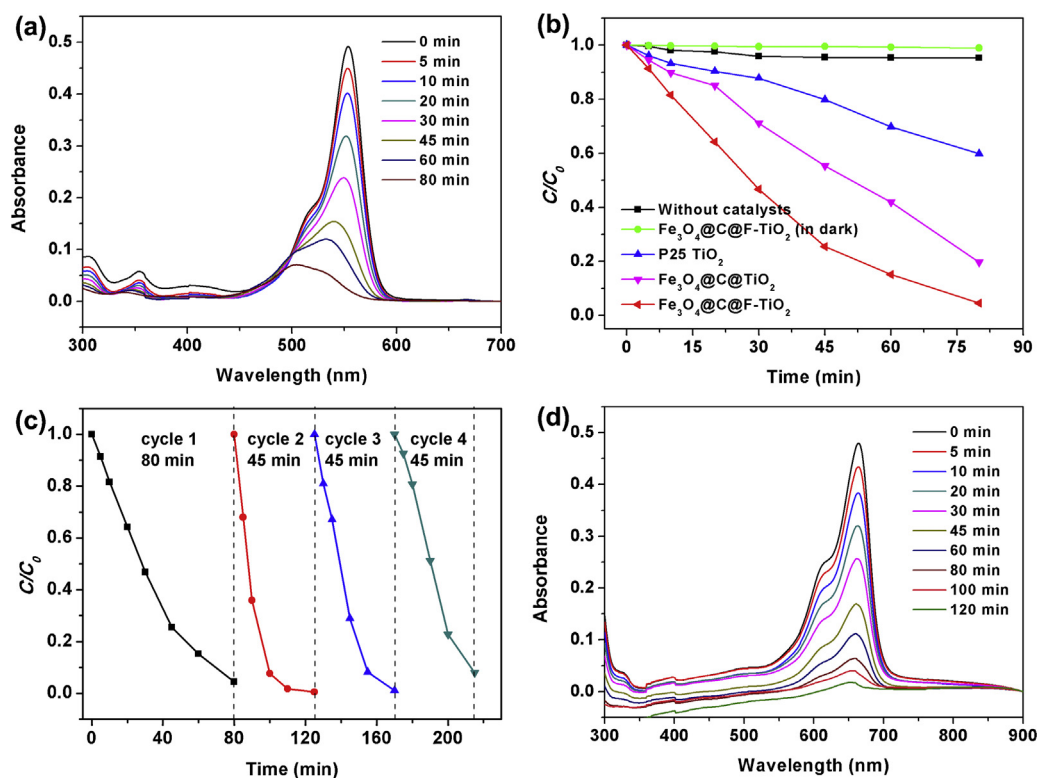 (a)
0.5
0.4
0.3
0.2
0.1
0.0
Absorbance
0 min
5 min
10 min
20 min
30 min
45 min
60 min
80 min
300
400
500
600
700
Wavelength (nm)
(b)
1.0
0.8
0.6
0.4
0.2
0.0
C/C₀
Without catalysts
Fe₃O₄@C@F-TiO₂ (in dark)
P25 TiO₂
Fe₃O₄@C@TiO₂
Fe₃O₄@C@F-TiO₂
0
15
30
45
60
75
90
Time (min)
(c)
1.0
0.8
0.6
0.4
0.2
0.0
C/C₀
cycle 1
80 min
cycle 2
45 min
cycle 3
45 min
cycle 4
45 min
0
40
80
120
160
200
Time (min)
(d)
0.5
0.4
0.3
0.2
0.1
0.0
Absorbance
0 min
5 min
10 min
20 min
30 min
45 min
60 min
80 min
100 min
120 min
300
400
500
600
700
800
900
Wavelength (nm)